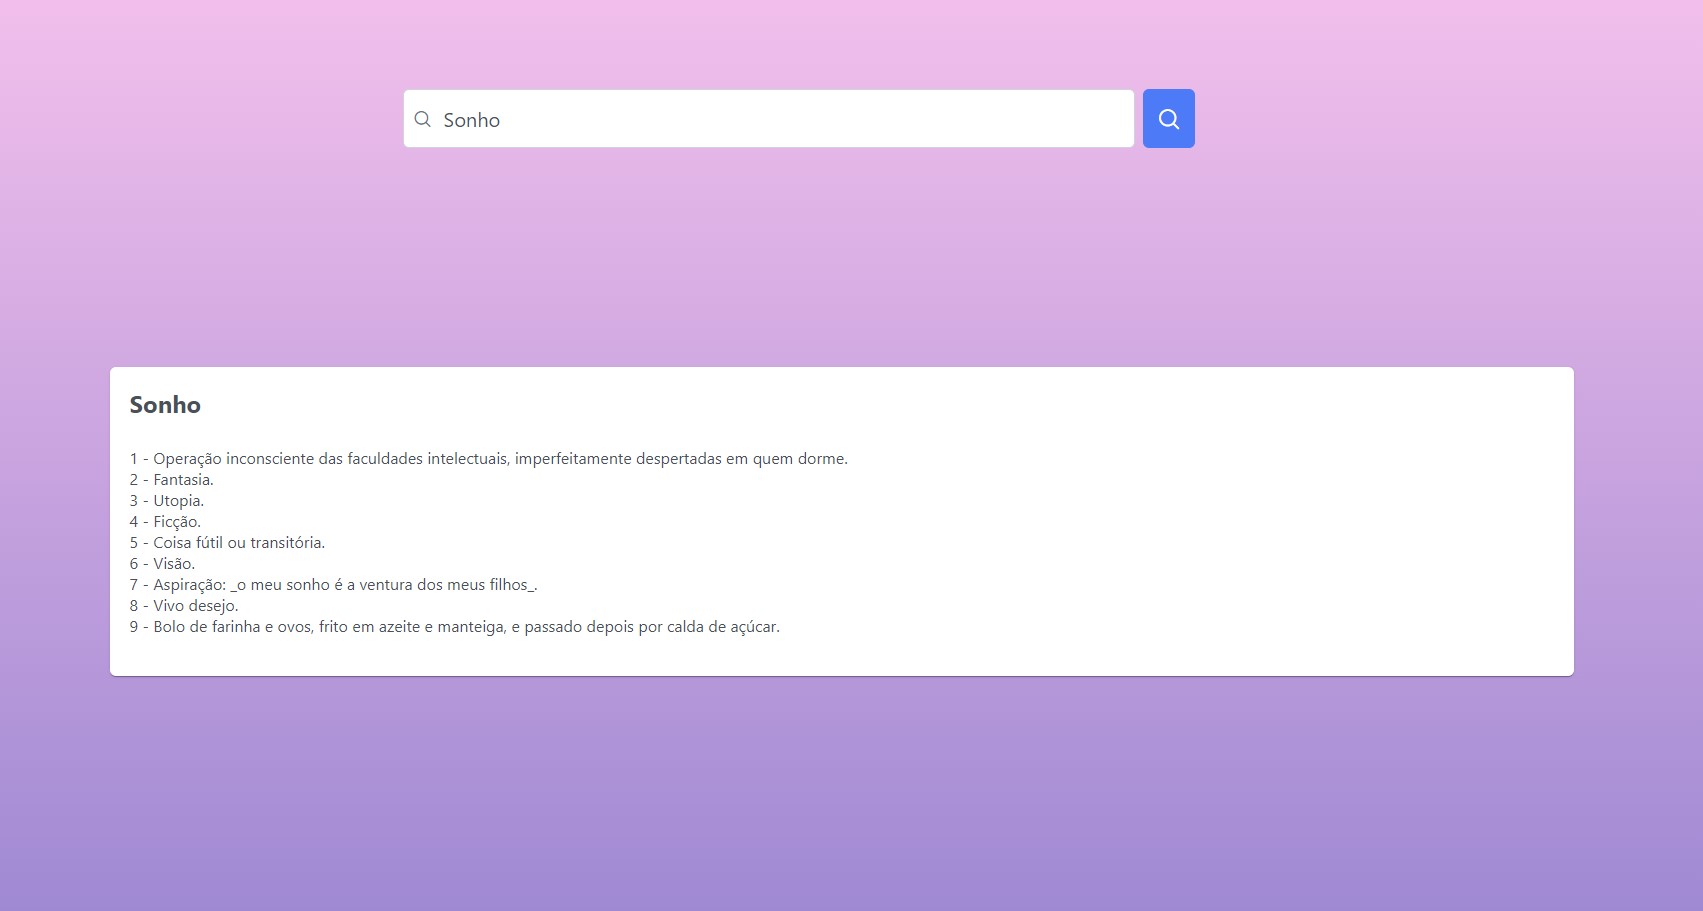 Sonho
Sonho
1 - Operação inconsciente das faculdades intelectuais, imperfeitamente despertadas em quem dorme.
2 - Fantasia.
3 - Utopia.
4 - Ficção.
5 - Coisa fútil ou transitória.
6 - Visão.
7 - Aspiração: _o meu sonho é a ventura dos meus filhos_.
8 - Vivo desejo.
9 - Bolo de farinha e ovos, frito em azeite e manteiga, e passado depois por calda de açúcar.